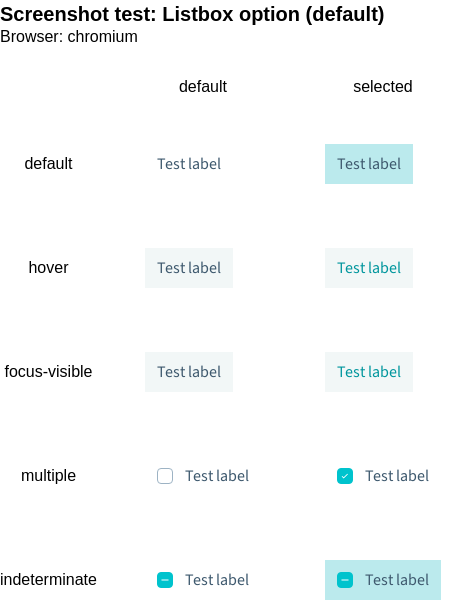 Screenshot test: Listbox option (default)
Browser: chromium
default selected
default Test label Test label
hover Test label Test label
focus-visible Test label Test label
multiple Test label Test label
indeterminate Test label Test label